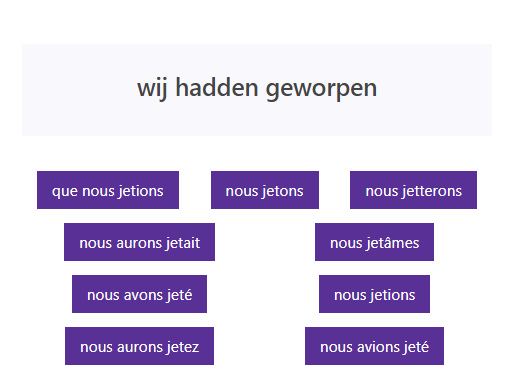 wij hadden geworpen
que nous jetions
nous jetons
nous jetterons
nous aurons jetait
nous jetâmes
nous avons jeté
nous jetions
nous aurons jetez
nous avions jeté